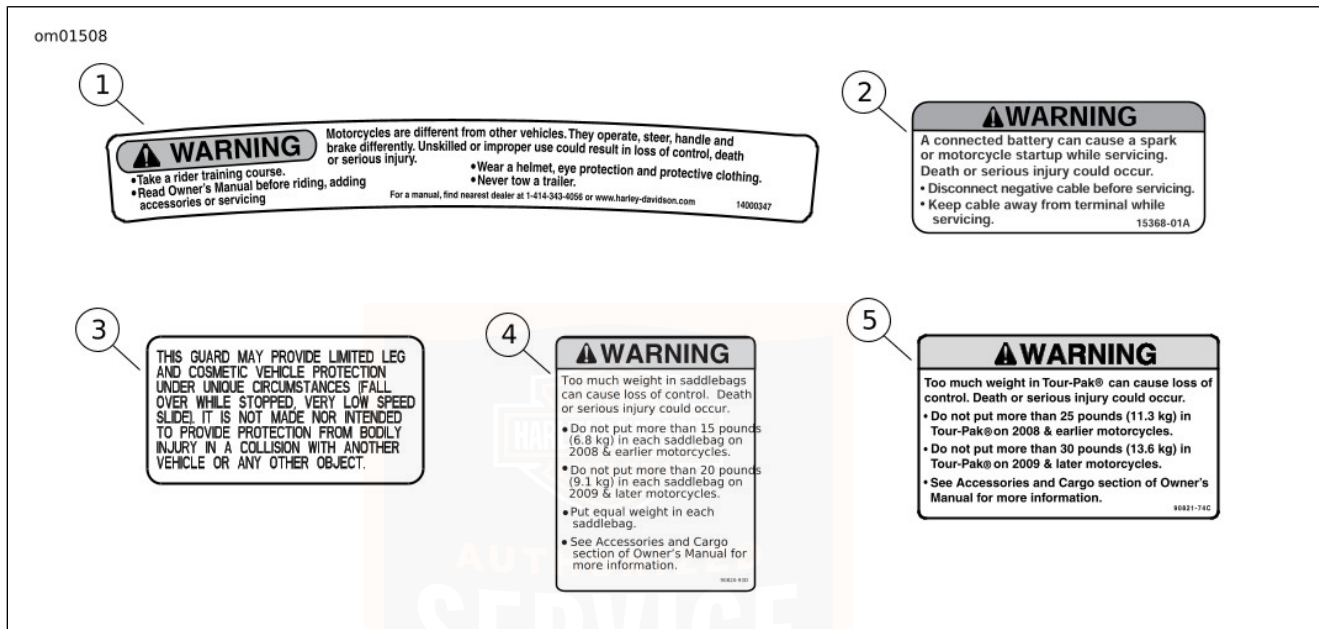 om01508
1
WARNING
Motorcycles are different from other vehicles. They operate, steer, handle and
brake differently. Unskilled or improper use could result in loss of control, death
or serious injury.
•Take a rider training course.
•Read Owner's Manual before riding, adding
accessories or servicing
•Wear a helmet, eye protection and protective clothing.
•Never tow a trailer.
For a manual, find nearest dealer at 1-414-343-4056 or www.harley-davidson.com
14000347
2
WARNING
A connected battery can cause a spark
or motorcycle startup while servicing.
Death or serious injury could occur.
• Disconnect negative cable before servicing.
• Keep cable away from terminal while
servicing.
15368-01A
3
THIS GUARD MAY PROVIDE LIMITED LEG
AND COSMETIC VEHICLE PROTECTION
UNDER UNIQUE CIRCUMSTANCES (FALL
OVER WHILE STOPPED, VERY LOW SPEED
SLIDE). IT IS NOT MADE NOR INTENDED
TO PROVIDE PROTECTION FROM BODILY
INJURY IN A COLLISION WITH ANOTHER
VEHICLE OR ANY OTHER OBJECT.
4
WARNING
Too much weight in saddlebags
can cause loss of control. Death
or serious injury could occur.
• Do not put more than 15 pounds
(6.8 kg) in each saddlebag on
2008 & earlier motorcycles.
• Do not put more than 20 pounds
(9.1 kg) in each saddlebag on
2009 & later motorcycles.
• Put equal weight in each
saddlebag.
• See Accessories and Cargo
section of Owner's Manual for
more information.
5
WARNING
Too much weight in Tour-Pak® can cause loss of
control. Death or serious injury could occur.
• Do not put more than 25 pounds (11.3 kg) in
Tour-Pak® on 2008 & earlier motorcycles.
• Do not put more than 30 pounds (13.6 kg) in
Tour-Pak® on 2009 & later motorcycles.
• See Accessories and Cargo section of Owner's
Manual for more information.
90821-74C
AUTHORIZED
SERVICE